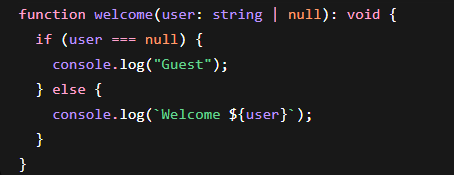 function welcome(user: string | null): void {
  if (user === null) {
    console.log("Guest");
  } else {
    console.log(`Welcome ${user}`);
  }
}